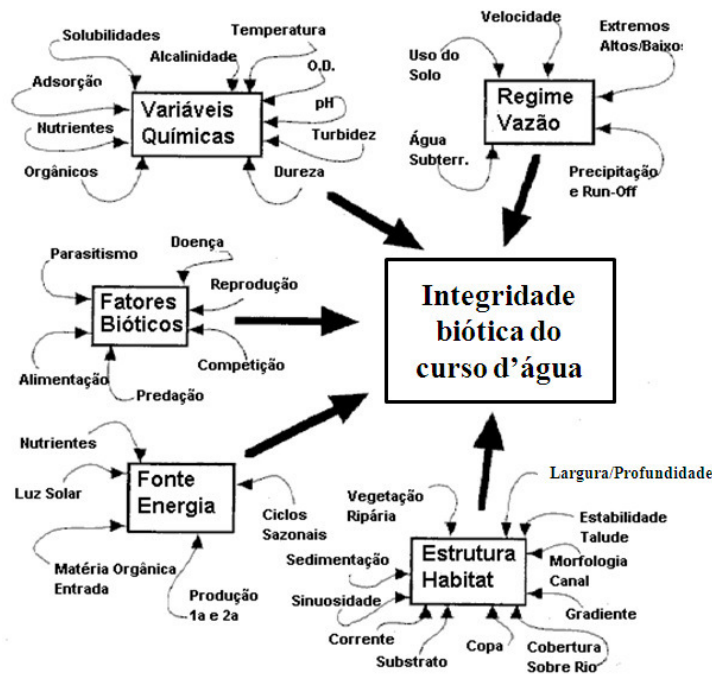 Solubilidades
Temperatura
Alcalinidade
O.D.
Adsorção
pH
Nutrientes
Turbidez
Orgânicos
Dureza
Variáveis
Químicas
Velocidade
Extremos
Altos/Baixos
Uso do
Solo
Regime
Vazão
Água
Subterr.
Precipitação
e Run-Off
Doença
Parasitismo
Reprodução
Fatores
Bióticos
Competição
Alimentação
Predação
Integridade
biótica do
curso d’água
Nutrientes
Luz Solar
Fonte
Energia
Ciclos
Sazonais
Matéria Orgânica
Entrada
Produção
1a e 2a
Largura/Profundidade
Vegetação
Ripária
Estabilidade
Talude
Sedimentação
Estrutura
Habitat
Morfologia
Canal
Sinuosidade
Gradiente
Corrente
Substrato
Copa
Cobertura
Sobre Rio